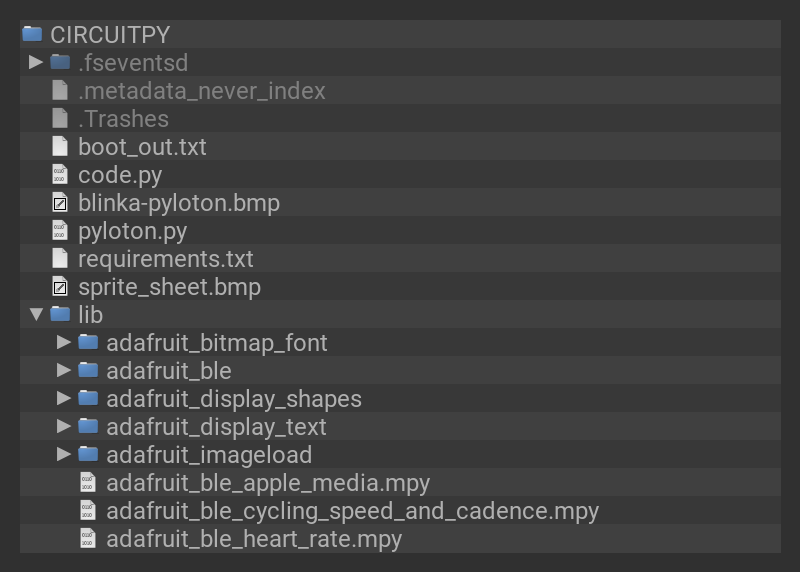 CIRCUITPY
.fseventsd
.metadata_never_index
.Trashes
boot_out.txt
code.py
blinka-pyloton.bmp
pyloton.py
requirements.txt
sprite_sheet.bmp
lib
adafruit_bitmap_font
adafruit_ble
adafruit_display_shapes
adafruit_display_text
adafruit_imageload
adafruit_ble_apple_media.mpy
adafruit_ble_cycling_speed_and_cadence.mpy
adafruit_ble_heart_rate.mpy